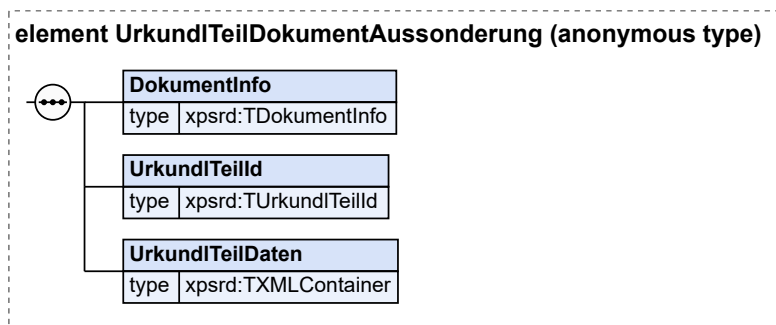 element UrkundlTeilDokumentAussonderung (anonymous type)
DokumentInfo
type xpsrd:TDokumentInfo
UrkundlTeilId
type xpsrd:TUrkundlTeilId
UrkundlTeilDaten
type xpsrd:TXMLContainer